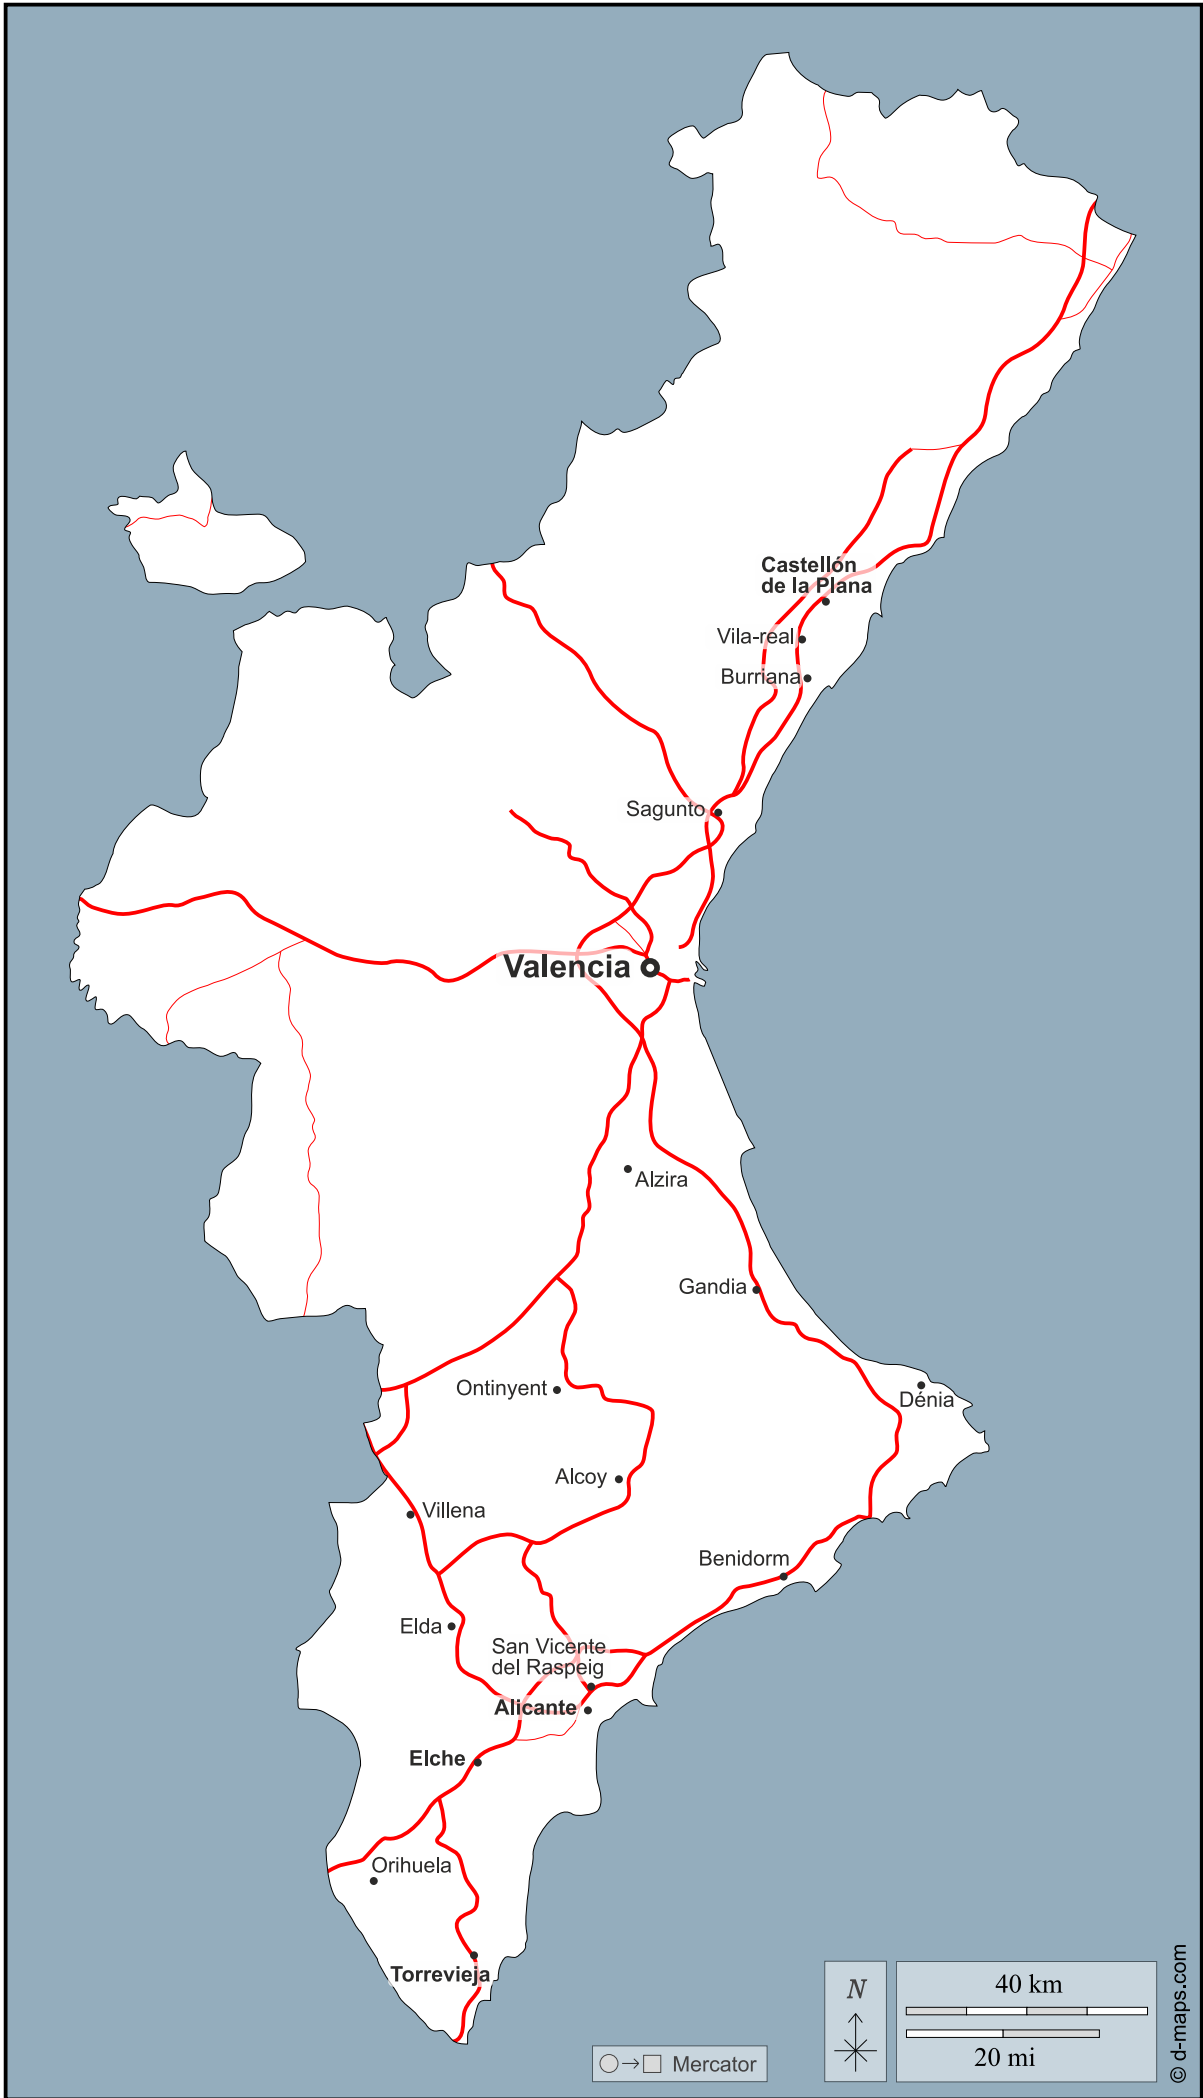 Castellón
de la Plana
Vila-real
Burriana
Sagunto
Valencia
Alzira
Gandia
Ontinyent
Dénia
Alcoy
Villena
Benidorm
Elda
San Vicente
del Raspeig
Alicante
Elche
Orihuela
Torrevieja
N
40 km
20 mi
Mercator
© d-maps.com